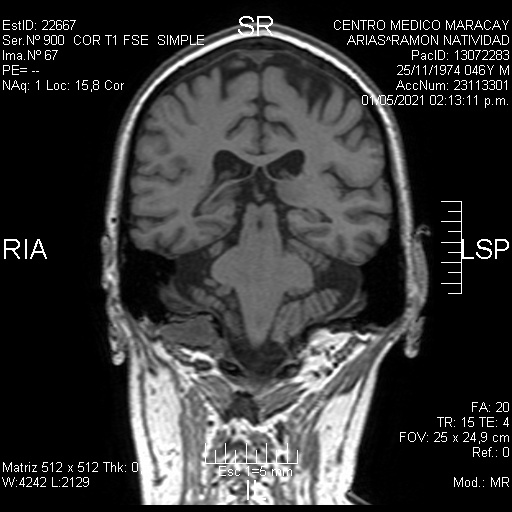 EstID: 22667
Ser.Nº 900 COR T1 FSE SIMPLE
Ima.Nº 67
PE= --
NAq: 1 Loc: 15,8 Cor
SR
CENTRO MEDICO MARACAY
ARIAS^RAMON NATIVIDAD
PacID: 13072283
25/11/1974 046Y M
AccNum: 23113301
01/05/2021 02:13:11 p.m.
RIA
LSP
FA: 20
TR: 15 TE: 4
FOV: 25 x 24,9 cm
Ref.: 0
Mod.: MR
Matriz 512 x 512 Thk: 0
W:4242 L:2129
Esc 1=5 mm